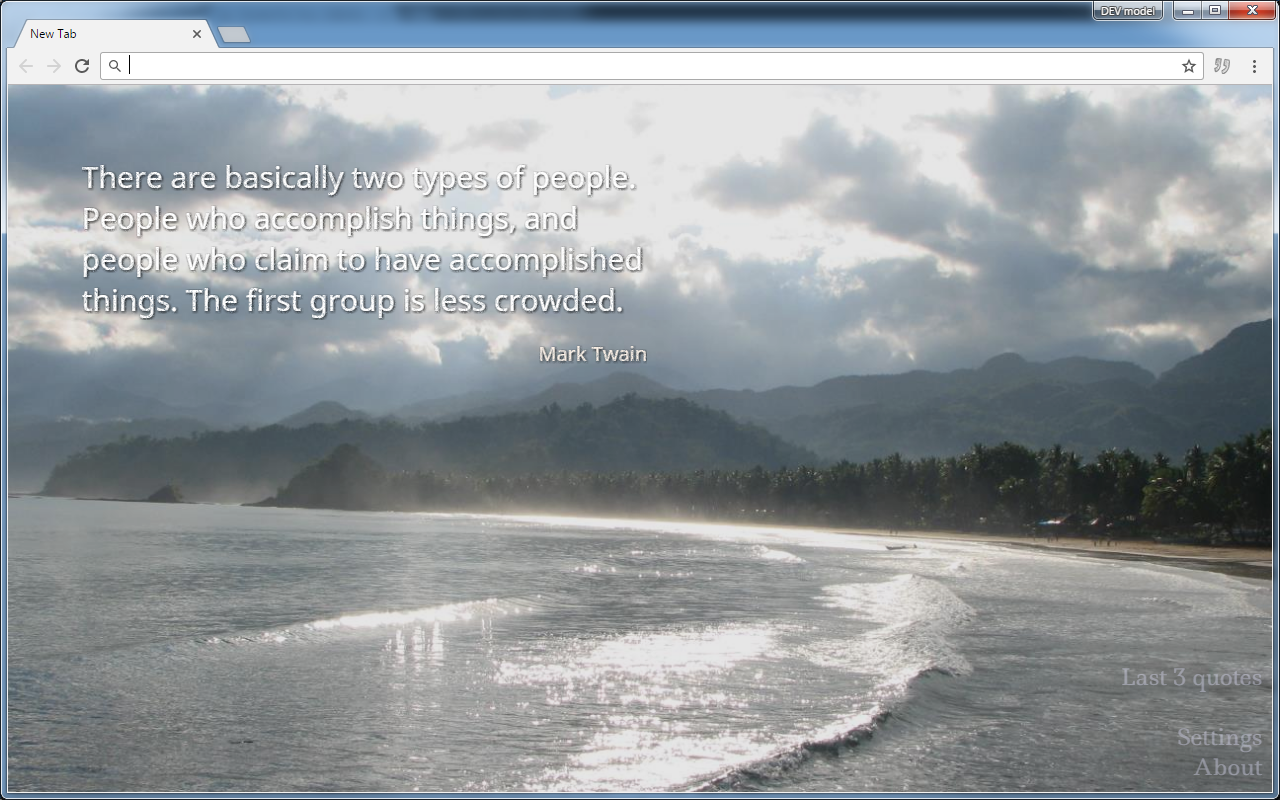 DEV model
New Tab
There are basically two types of people.
People who accomplish things, and
people who claim to have accomplished
things. The first group is less crowded.
Mark Twain
Last 3 quotes
Settings
About